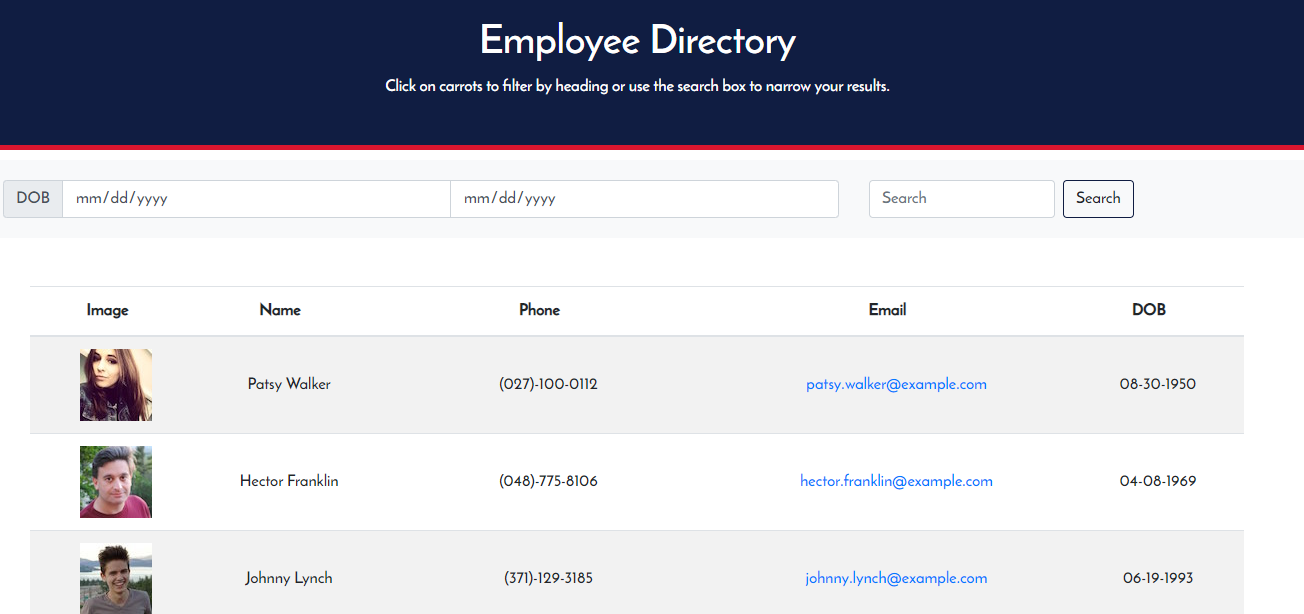 Employee Directory
Click on carrots to filter by heading or use the search box to narrow your results.
DOB mm/dd/yyyy mm/dd/yyyy Search Search
Image Name Phone Email DOB
Patsy Walker (027)-100-0112 patsy.walker@example.com 08-30-1950
Hector Franklin (048)-775-8106 hector.franklin@example.com 04-08-1969
Johnny Lynch (371)-129-3185 johnny.lynch@example.com 06-19-1993